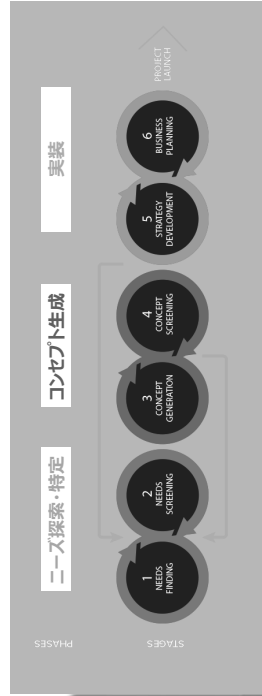 PHASES
ニーズ探索・特定
コンセプト生成
実装
STAGES
1
NEEDS
FINDING
2
NEEDS
SCREENING
3
CONCEPT
GENERATION
4
CONCEPT
SCREENING
5
STRATEGY
DEVELOPMENT
6
BUSINESS
PLANNING
PROJECT
LAUNCH